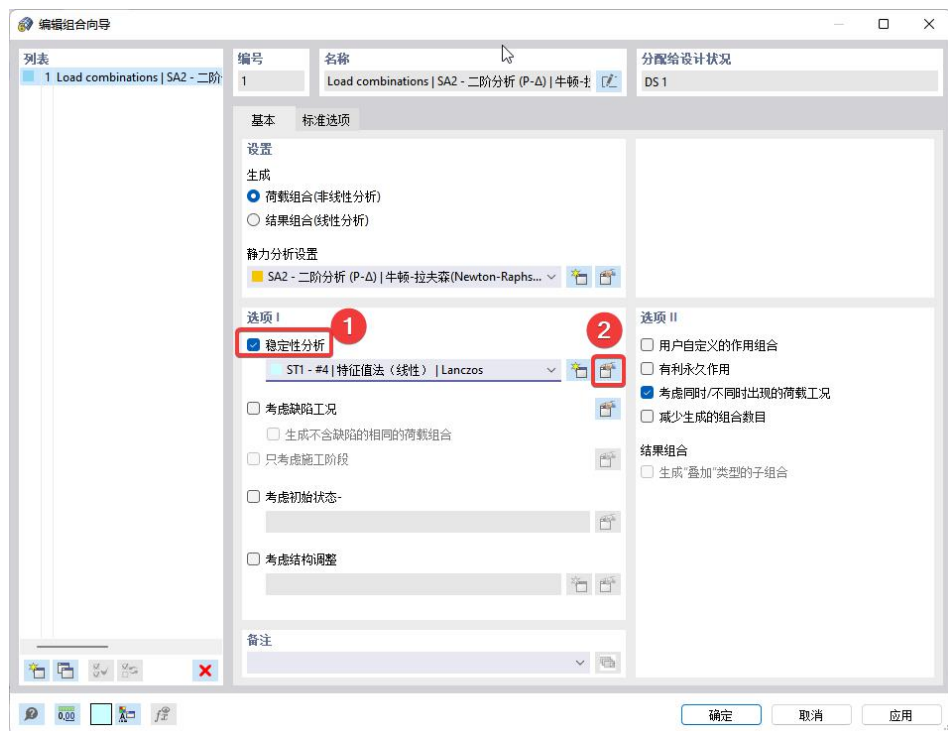 编辑组合向导
列表
1 Load combinations | SA2 - 二阶
编号
1
名称
Load combinations | SA2 - 二阶分析 (P-Δ) | 牛顿-拉
分配给设计状况
DS 1
基本
标准选项
设置
生成
荷载组合(非线性分析)
结果组合(线性分析)
静力分析设置
SA2 - 二阶分析 (P-Δ) | 牛顿-拉夫森(Newton-Raphs...
选项 I
1
稳定性分析
2
ST1 - #4 | 特征值法（线性） | Lanczos
考虑缺陷工况
生成不含缺陷的相同的荷载组合
只考虑施工阶段
考虑初始状态-
考虑结构调整
选项 II
用户自定义的作用组合
有利永久作用
考虑同时/不同时出现的荷载工况
减少生成的组合数目
结果组合
生成"叠加"类型的子组合
备注
0,00
确定
取消
应用